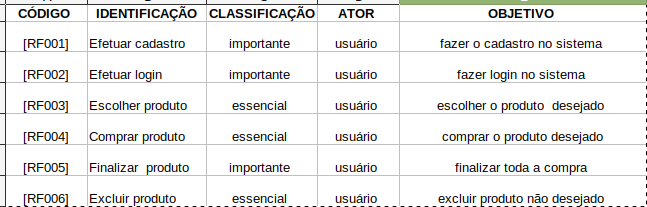 CÓDIGO IDENTIFICAÇÃO CLASSIFICAÇÃO ATOR OBJETIVO
[RF001] Efetuar cadastro importante usuário fazer o cadastro no sistema
[RF002] Efetuar login importante usuário fazer login no sistema
[RF003] Escolher produto essencial usuário escolher o produto desejado
[RF004] Comprar produto essencial usuário comprar o produto desejado
[RF005] Finalizar produto importante usuário finalizar toda a compra
[RF006] Excluir produto essencial usuário excluir produto não desejado